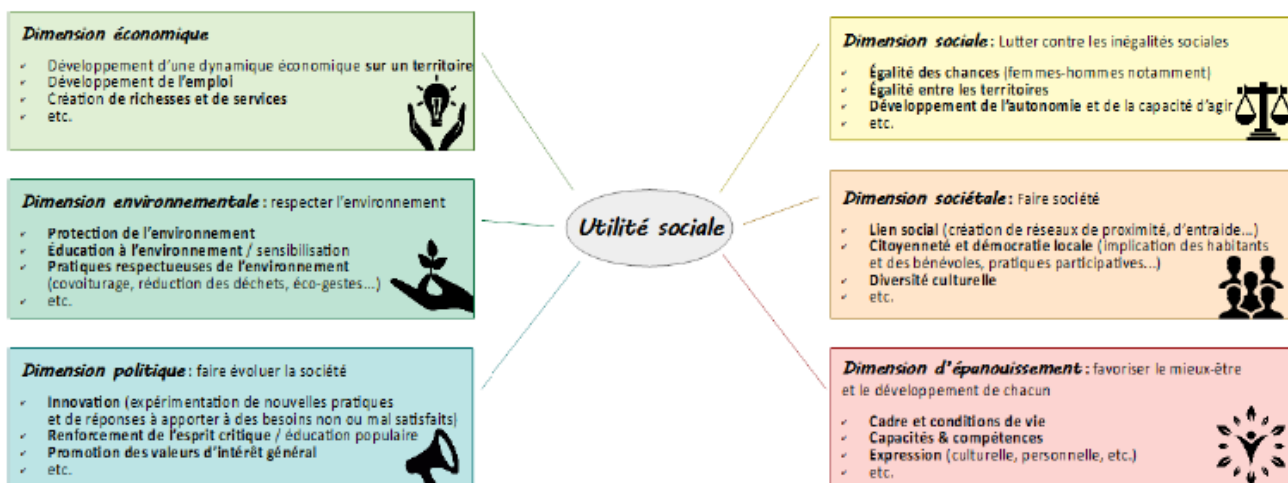 Dimension économique
✓ Développement d'une dynamique économique sur un territoire
✓ Développement de l'emploi
✓ Création de richesses et de services
✓ etc.
Dimension environnementale : respecter l'environnement
✓ Protection de l'environnement
✓ Éducation à l'environnement / sensibilisation
✓ Pratiques respectueuses de l'environnement
(covoiturage, réduction des déchets, éco-gestes...)
✓ etc.
Dimension politique : faire évoluer la société
✓ Innovation (expérimentation de nouvelles pratiques
et de réponses à apporter à des besoins non ou mal satisfaits)
✓ Renforcement de l'esprit critique / éducation populaire
✓ Promotion des valeurs d'intérêt général
✓ etc.
Utilité sociale
Dimension sociale : Lutter contre les inégalités sociales
✓ Égalité des chances (femmes-hommes notamment)
✓ Égalité entre les territoires
✓ Développement de l'autonomie et de la capacité d'agir
✓ etc.
Dimension sociétale : Faire société
✓ Lien social (création de réseaux de proximité, d'entraide...)
✓ Citoyenneté et démocratie locale (implication des habitants
et des bénévoles, pratiques participatives...)
✓ Diversité culturelle
✓ etc.
Dimension d'épanouissement : favoriser le mieux-être
et le développement de chacun
✓ Cadre et conditions de vie
✓ Capacités & compétences
✓ Expression (culturelle, personnelle, etc.)
✓ etc.